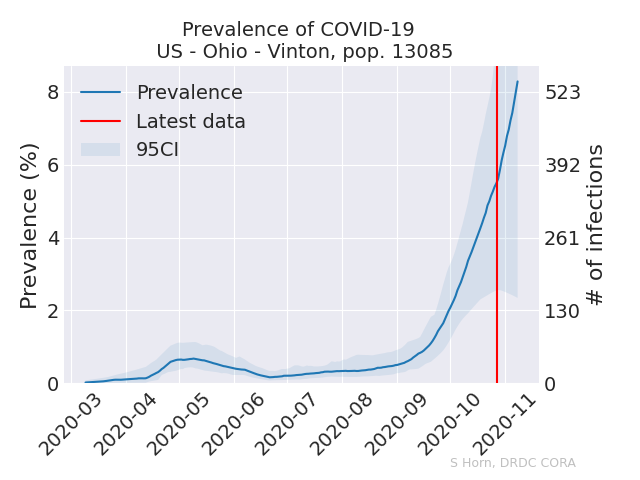 Prevalence of COVID-19
US - Ohio - Vinton, pop. 13085
Prevalence
Latest data
95CI
Prevalence (%)
8
6
4
2
0
523
392
261
130
0
# of infections
2020-03
2020-04
2020-05
2020-06
2020-07
2020-08
2020-09
2020-10
2020-11
S Horn, DRDC CORA